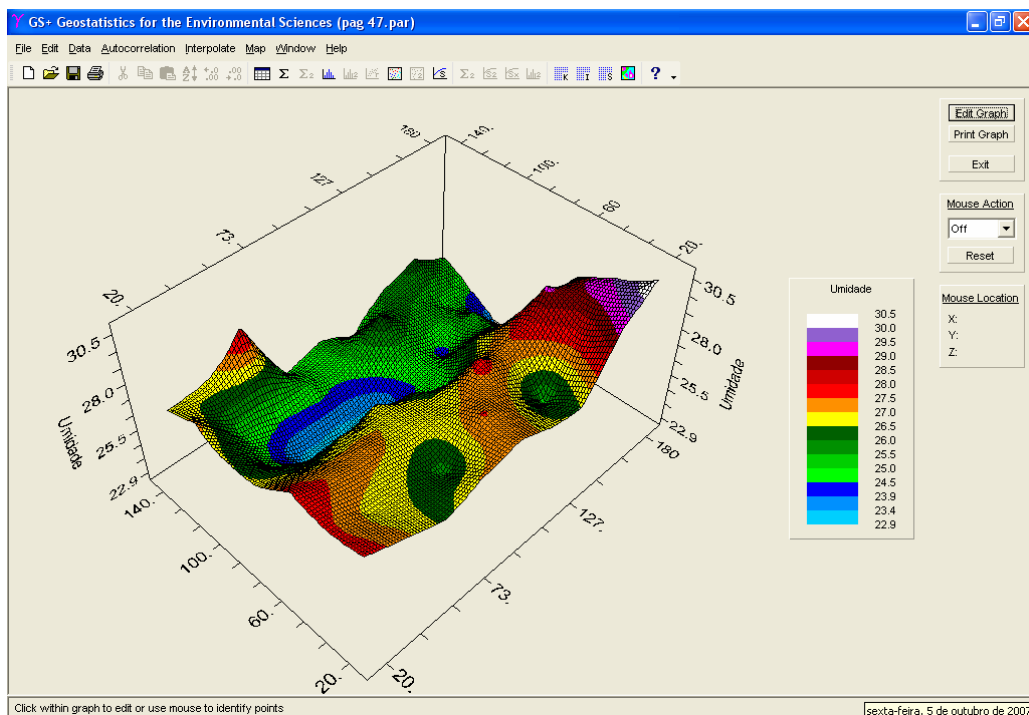 GS+ Geostatistics for the Environmental Sciences (pag 47.par)
File Edit Data Autocorrelation Interpolate Map Window Help
Edit Graph
Print Graph
Exit
Mouse Action
Off
Reset
Mouse Location
X:
Y:
Z:
180
140.
127
100.
73.
60.
20.
20.
30.5
28.0
25.5
22.9
Umidade
30.5
28.0
25.5
22.9
Umidade
140.
100.
60.
20.
180
127.
73.
20.
Umidade
30.5
30.0
29.5
29.0
28.5
28.0
27.5
27.0
26.5
26.0
25.5
25.0
24.5
23.9
23.4
22.9
Click within graph to edit or use mouse to identify points
sexta-feira, 5 de outubro de 2007